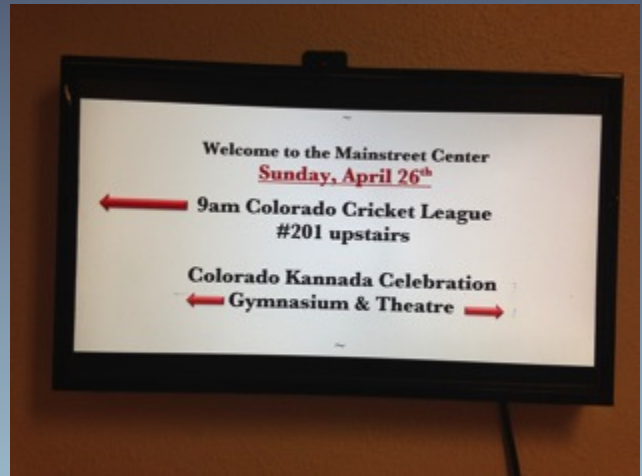 Welcome to the Mainstreet Center
Sunday, April 26th
9am Colorado Cricket League
#201 upstairs
Colorado Kannada Celebration
Gymnasium & Theatre